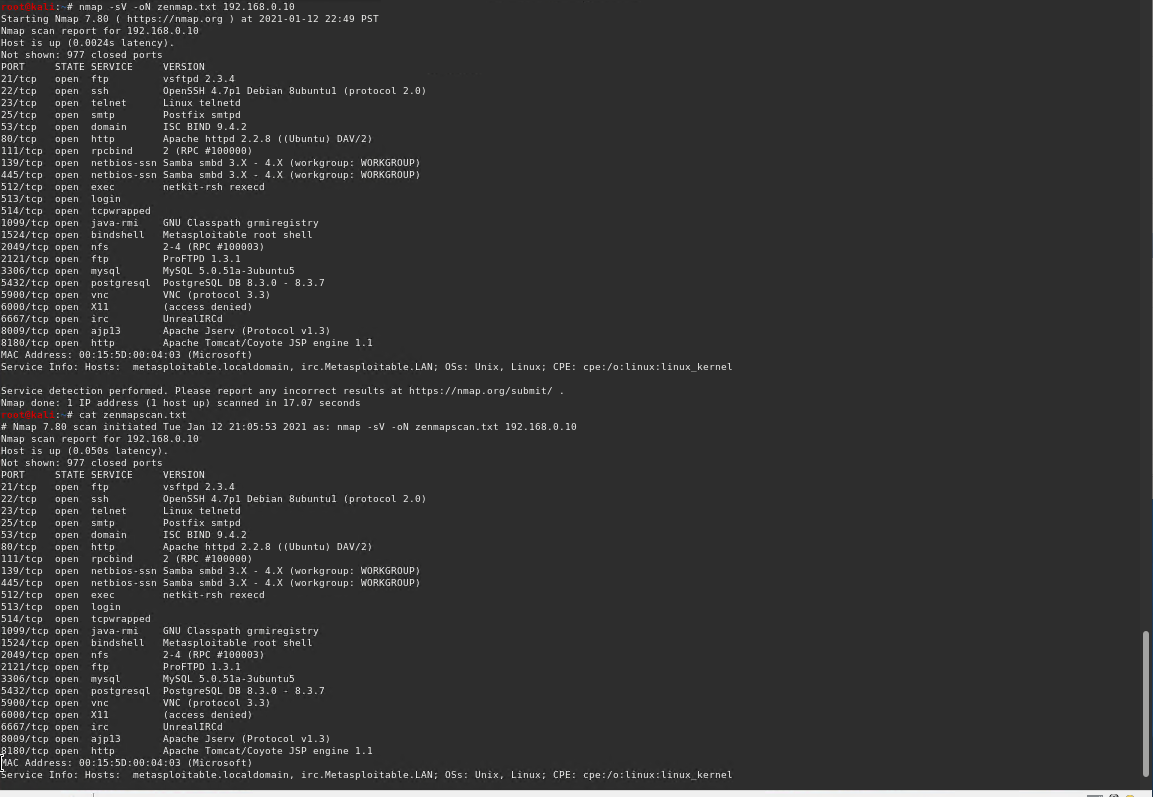 root@kali:~# nmap -sV -oN zenmap.txt 192.168.0.10
Starting Nmap 7.80 ( https://nmap.org ) at 2021-01-12 22:49 PST
Nmap scan report for 192.168.0.10
Host is up (0.0024s latency).
Not shown: 977 closed ports
PORT     STATE SERVICE     VERSION
21/tcp   open  ftp         vsftpd 2.3.4
22/tcp   open  ssh         OpenSSH 4.7p1 Debian 8ubuntu1 (protocol 2.0)
23/tcp   open  telnet      Linux telnetd
25/tcp   open  smtp        Postfix smtpd
53/tcp   open  domain      ISC BIND 9.4.2
80/tcp   open  http        Apache httpd 2.2.8 ((Ubuntu) DAV/2)
111/tcp  open  rpcbind     2 (RPC #100000)
139/tcp  open  netbios-ssn Samba smbd 3.X - 4.X (workgroup: WORKGROUP)
445/tcp  open  netbios-ssn Samba smbd 3.X - 4.X (workgroup: WORKGROUP)
512/tcp  open  exec        netkit-rsh rexecd
513/tcp  open  login
514/tcp  open  tcpwrapped
1099/tcp open  java-rmi    GNU Classpath grmiregistry
1524/tcp open  bindshell   Metasploitable root shell
2049/tcp open  nfs         2-4 (RPC #100003)
2121/tcp open  ftp         ProFTPD 1.3.1
3306/tcp open  mysql       MySQL 5.0.51a-3ubuntu5
5432/tcp open  postgresql  PostgreSQL DB 8.3.0 - 8.3.7
5900/tcp open  vnc         VNC (protocol 3.3)
6000/tcp open  X11         (access denied)
6667/tcp open  irc         UnrealIRCd
8009/tcp open  ajp13       Apache Jserv (Protocol v1.3)
8180/tcp open  http        Apache Tomcat/Coyote JSP engine 1.1
MAC Address: 00:15:5D:00:04:03 (Microsoft)
Service Info: Hosts:  metasploitable.localdomain, irc.Metasploitable.LAN; OSs: Unix, Linux; CPE: cpe:/o:linux:linux_kernel

Service detection performed. Please report any incorrect results at https://nmap.org/submit/ .
Nmap done: 1 IP address (1 host up) scanned in 17.07 seconds
root@kali:~# cat zenmapscan.txt
# Nmap 7.80 scan initiated Tue Jan 12 21:05:53 2021 as: nmap -sV -oN zenmapscan.txt 192.168.0.10
Nmap scan report for 192.168.0.10
Host is up (0.050s latency).
Not shown: 977 closed ports
PORT     STATE SERVICE     VERSION
21/tcp   open  ftp         vsftpd 2.3.4
22/tcp   open  ssh         OpenSSH 4.7p1 Debian 8ubuntu1 (protocol 2.0)
23/tcp   open  telnet      Linux telnetd
25/tcp   open  smtp        Postfix smtpd
53/tcp   open  domain      ISC BIND 9.4.2
80/tcp   open  http        Apache httpd 2.2.8 ((Ubuntu) DAV/2)
111/tcp  open  rpcbind     2 (RPC #100000)
139/tcp  open  netbios-ssn Samba smbd 3.X - 4.X (workgroup: WORKGROUP)
445/tcp  open  netbios-ssn Samba smbd 3.X - 4.X (workgroup: WORKGROUP)
512/tcp  open  exec        netkit-rsh rexecd
513/tcp  open  login
514/tcp  open  tcpwrapped
1099/tcp open  java-rmi    GNU Classpath grmiregistry
1524/tcp open  bindshell   Metasploitable root shell
2049/tcp open  nfs         2-4 (RPC #100003)
2121/tcp open  ftp         ProFTPD 1.3.1
3306/tcp open  mysql       MySQL 5.0.51a-3ubuntu5
5432/tcp open  postgresql  PostgreSQL DB 8.3.0 - 8.3.7
5900/tcp open  vnc         VNC (protocol 3.3)
6000/tcp open  X11         (access denied)
6667/tcp open  irc         UnrealIRCd
8009/tcp open  ajp13       Apache Jserv (Protocol v1.3)
8180/tcp open  http        Apache Tomcat/Coyote JSP engine 1.1
MAC Address: 00:15:5D:00:04:03 (Microsoft)
Service Info: Hosts:  metasploitable.localdomain, irc.Metasploitable.LAN; OSs: Unix, Linux; CPE: cpe:/o:linux:linux_kernel